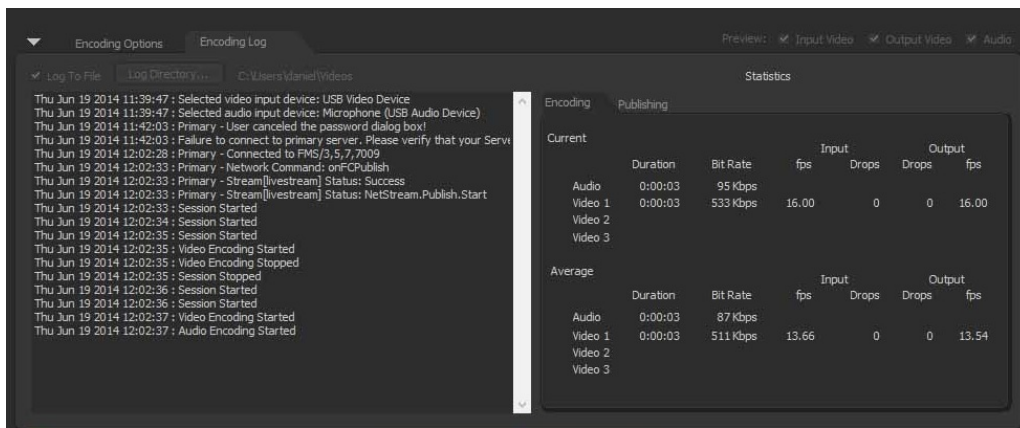 Encoding Options Encoding Log Preview: Input Video Output Video Audio
Log To File Log Directory... C:\Users\daniel\Videos
Thu Jun 19 2014 11:39:47 : Selected video input device: USB Video Device
Thu Jun 19 2014 11:39:47 : Selected audio input device: Microphone (USB Audio Device)
Thu Jun 19 2014 11:42:03 : Primary - User canceled the password dialog box!
Thu Jun 19 2014 11:42:03 : Failure to connect to primary server. Please verify that your Serve
Thu Jun 19 2014 12:02:28 : Primary - Connected to FMS/3,5,7,7009
Thu Jun 19 2014 12:02:33 : Primary - Network Command: onFCPublish
Thu Jun 19 2014 12:02:33 : Primary - Stream[livestream] Status: Success
Thu Jun 19 2014 12:02:33 : Primary - Stream[livestream] Status: NetStream.Publish.Start
Thu Jun 19 2014 12:02:33 : Session Started
Thu Jun 19 2014 12:02:34 : Session Started
Thu Jun 19 2014 12:02:35 : Session Started
Thu Jun 19 2014 12:02:35 : Video Encoding Started
Thu Jun 19 2014 12:02:35 : Video Encoding Stopped
Thu Jun 19 2014 12:02:35 : Session Stopped
Thu Jun 19 2014 12:02:36 : Session Started
Thu Jun 19 2014 12:02:36 : Session Started
Thu Jun 19 2014 12:02:37 : Video Encoding Started
Thu Jun 19 2014 12:02:37 : Audio Encoding Started
Statistics
Encoding Publishing
Current
Input Output
Duration Bit Rate fps Drops Drops fps
Audio 0:00:03 95 Kbps
Video 1 0:00:03 533 Kbps 16.00 0 0 16.00
Video 2
Video 3
Average
Input Output
Duration Bit Rate fps Drops Drops fps
Audio 0:00:03 87 Kbps
Video 1 0:00:03 511 Kbps 13.66 0 0 13.54
Video 2
Video 3